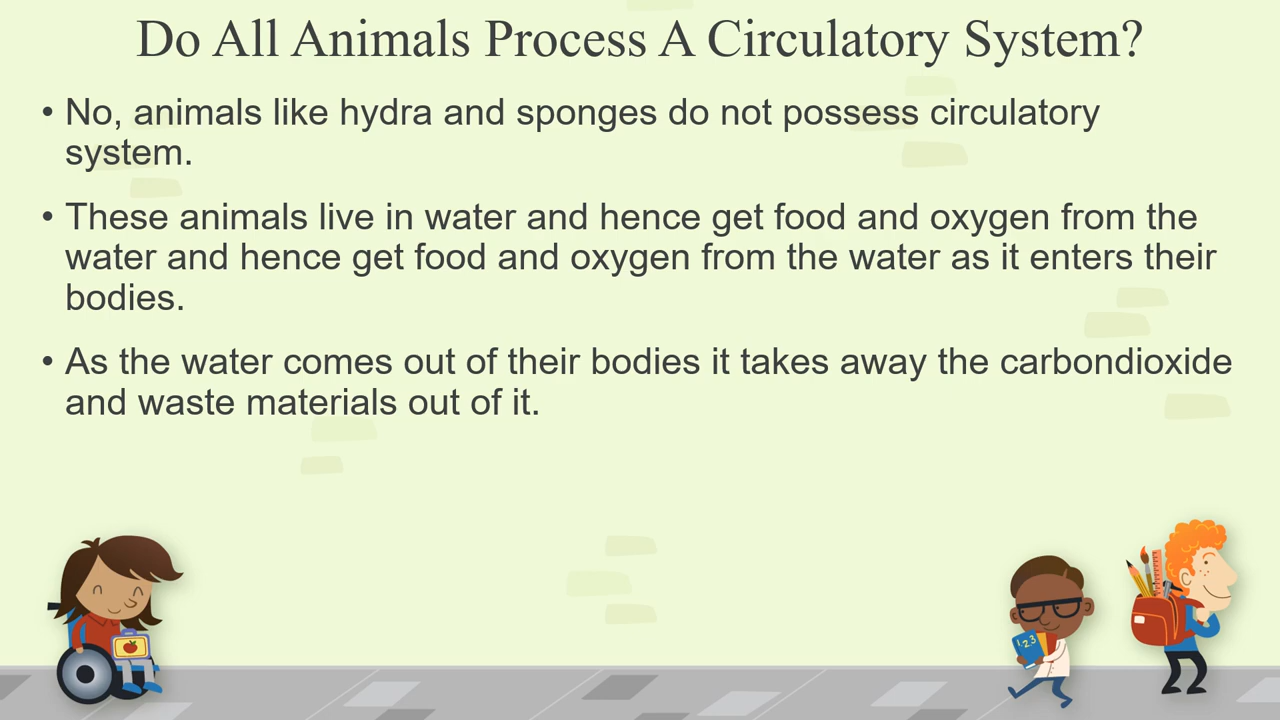 Do All Animals Process A Circulatory System?
• No, animals like hydra and sponges do not possess circulatory
system.
• These animals live in water and hence get food and oxygen from the
water and hence get food and oxygen from the water as it enters their
bodies.
• As the water comes out of their bodies it takes away the carbondioxide
and waste materials out of it.
123